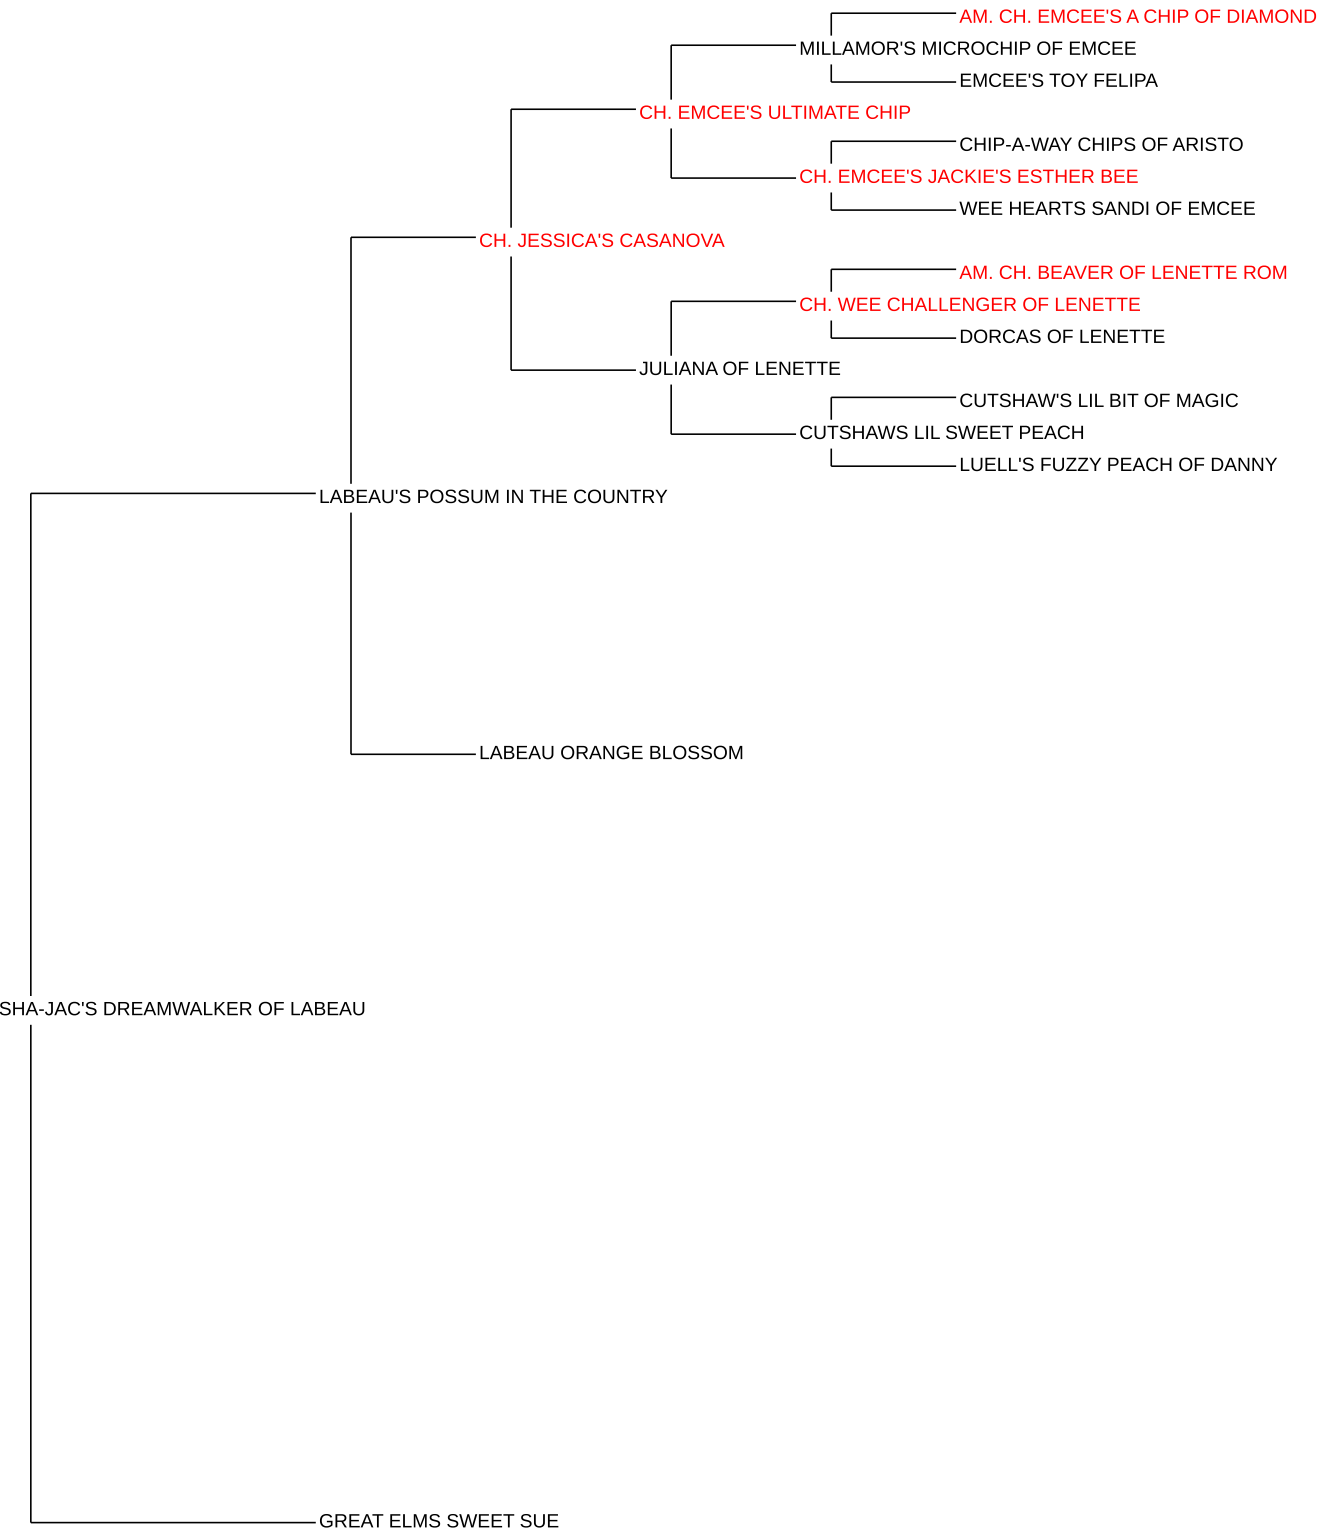 AM. CH. EMCEE'S A CHIP OF DIAMOND
MILLAMOR'S MICROCHIP OF EMCEE
EMCEE'S TOY FELIPA
CH. EMCEE'S ULTIMATE CHIP
CHIP-A-WAY CHIPS OF ARISTO
CH. EMCEE'S JACKIE'S ESTHER BEE
WEE HEARTS SANDI OF EMCEE
CH. JESSICA'S CASANOVA
AM. CH. BEAVER OF LENETTE ROM
CH. WEE CHALLENGER OF LENETTE
DORCAS OF LENETTE
JULIANA OF LENETTE
CUTSHAW'S LIL BIT OF MAGIC
CUTSHAWS LIL SWEET PEACH
LUELL'S FUZZY PEACH OF DANNY
LABEAU'S POSSUM IN THE COUNTRY
LABEAU ORANGE BLOSSOM
SHA-JAC'S DREAMWALKER OF LABEAU
GREAT ELMS SWEET SUE